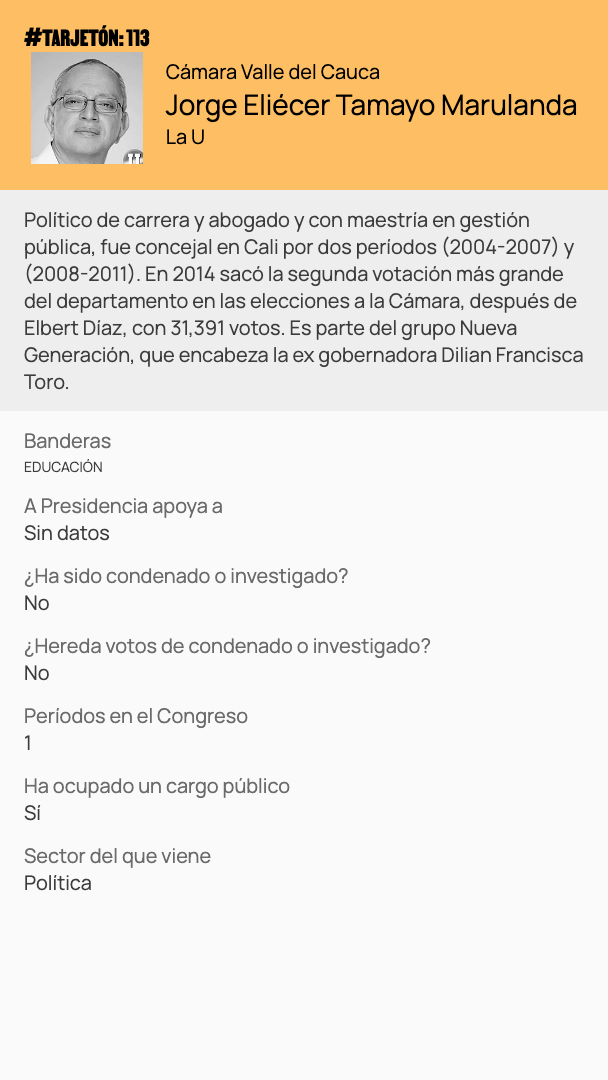 #TARJETÓN: 113
Cámara Valle del Cauca
Jorge Eliécer Tamayo Marulanda
La U
Político de carrera y abogado y con maestría en gestión
pública, fue concejal en Cali por dos períodos (2004-2007) y
(2008-2011). En 2014 sacó la segunda votación más grande
del departamento en las elecciones a la Cámara, después de
Elbert Díaz, con 31,391 votos. Es parte del grupo Nueva
Generación, que encabeza la ex gobernadora Dilian Francisca
Toro.
Banderas
EDUCACIÓN
A Presidencia apoya a
Sin datos
¿Ha sido condenado o investigado?
No
¿Hereda votos de condenado o investigado?
No
Períodos en el Congreso
1
Ha ocupado un cargo público
Sí
Sector del que viene
Política